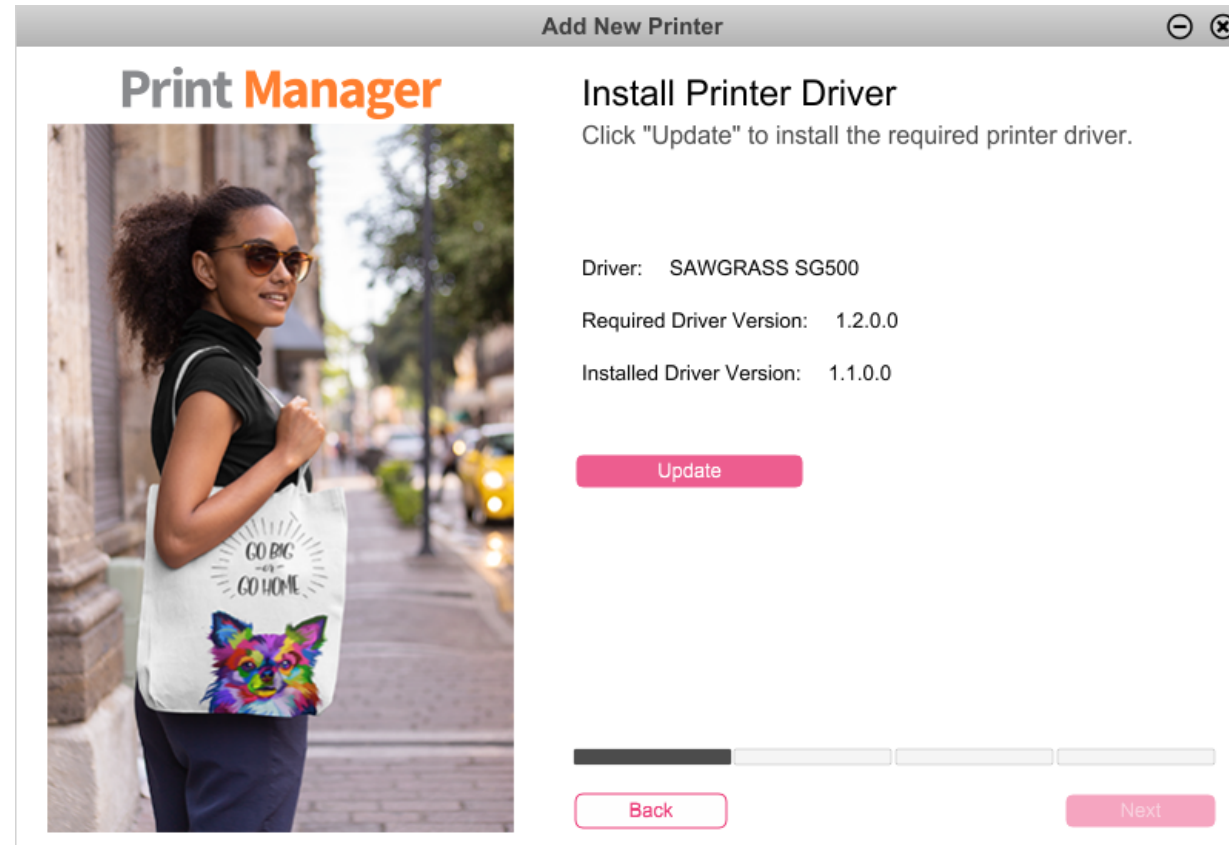 Add New Printer
Print Manager
Install Printer Driver
Click "Update" to install the required printer driver.
Driver: SAWGRASS SG500
Required Driver Version: 1.2.0.0
Installed Driver Version: 1.1.0.0
Update
GO BIG
-or-
GO HOME
Back
Next